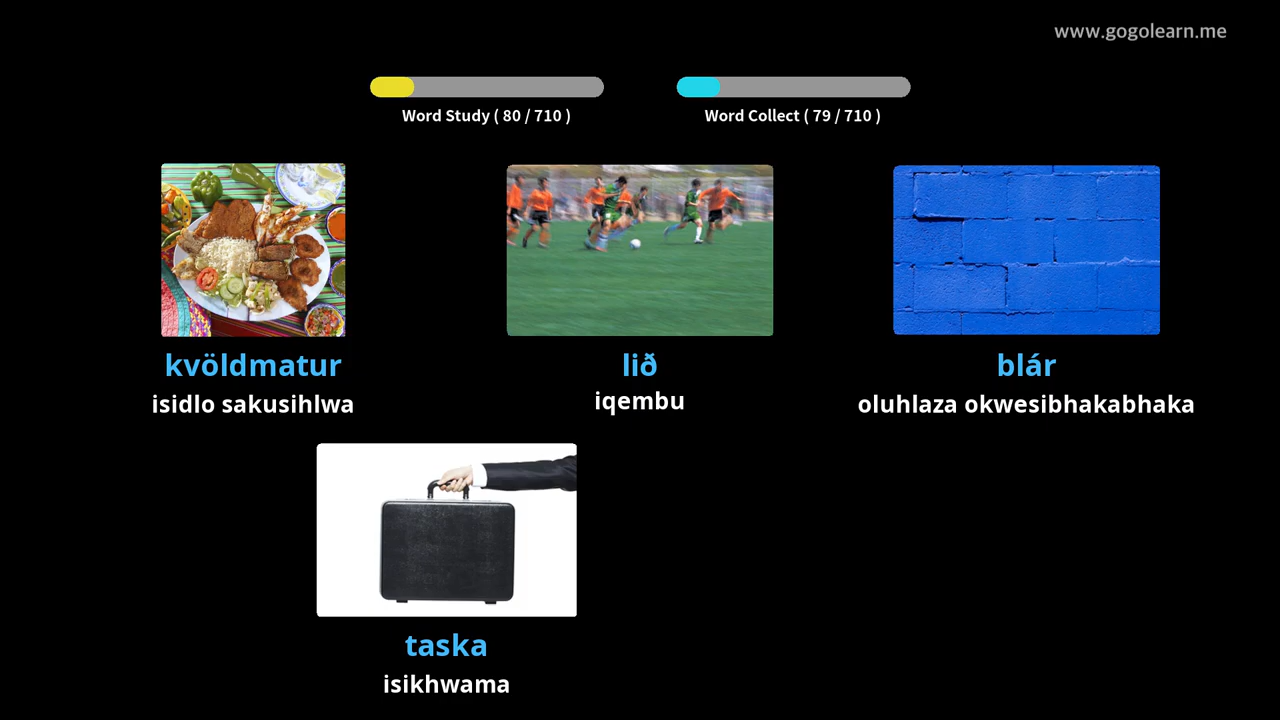 www.gogolearn.me
Word Study ( 80 / 710 )
Word Collect ( 79 / 710 )
kvöldmatur
isidlo sakusihlwa
lið
iqembu
blár
oluhlaza okwesibhakabhaka
taska
isikhwama